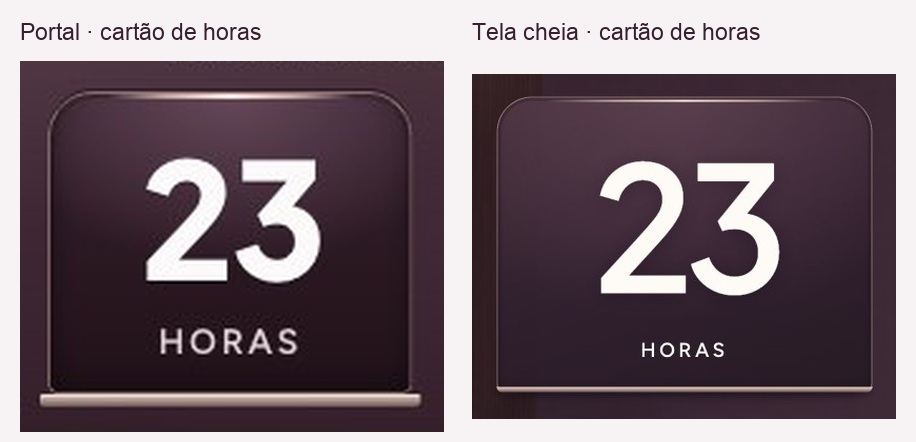 Portal · cartão de horas
23
HORAS
Tela cheia · cartão de horas
23
HORAS